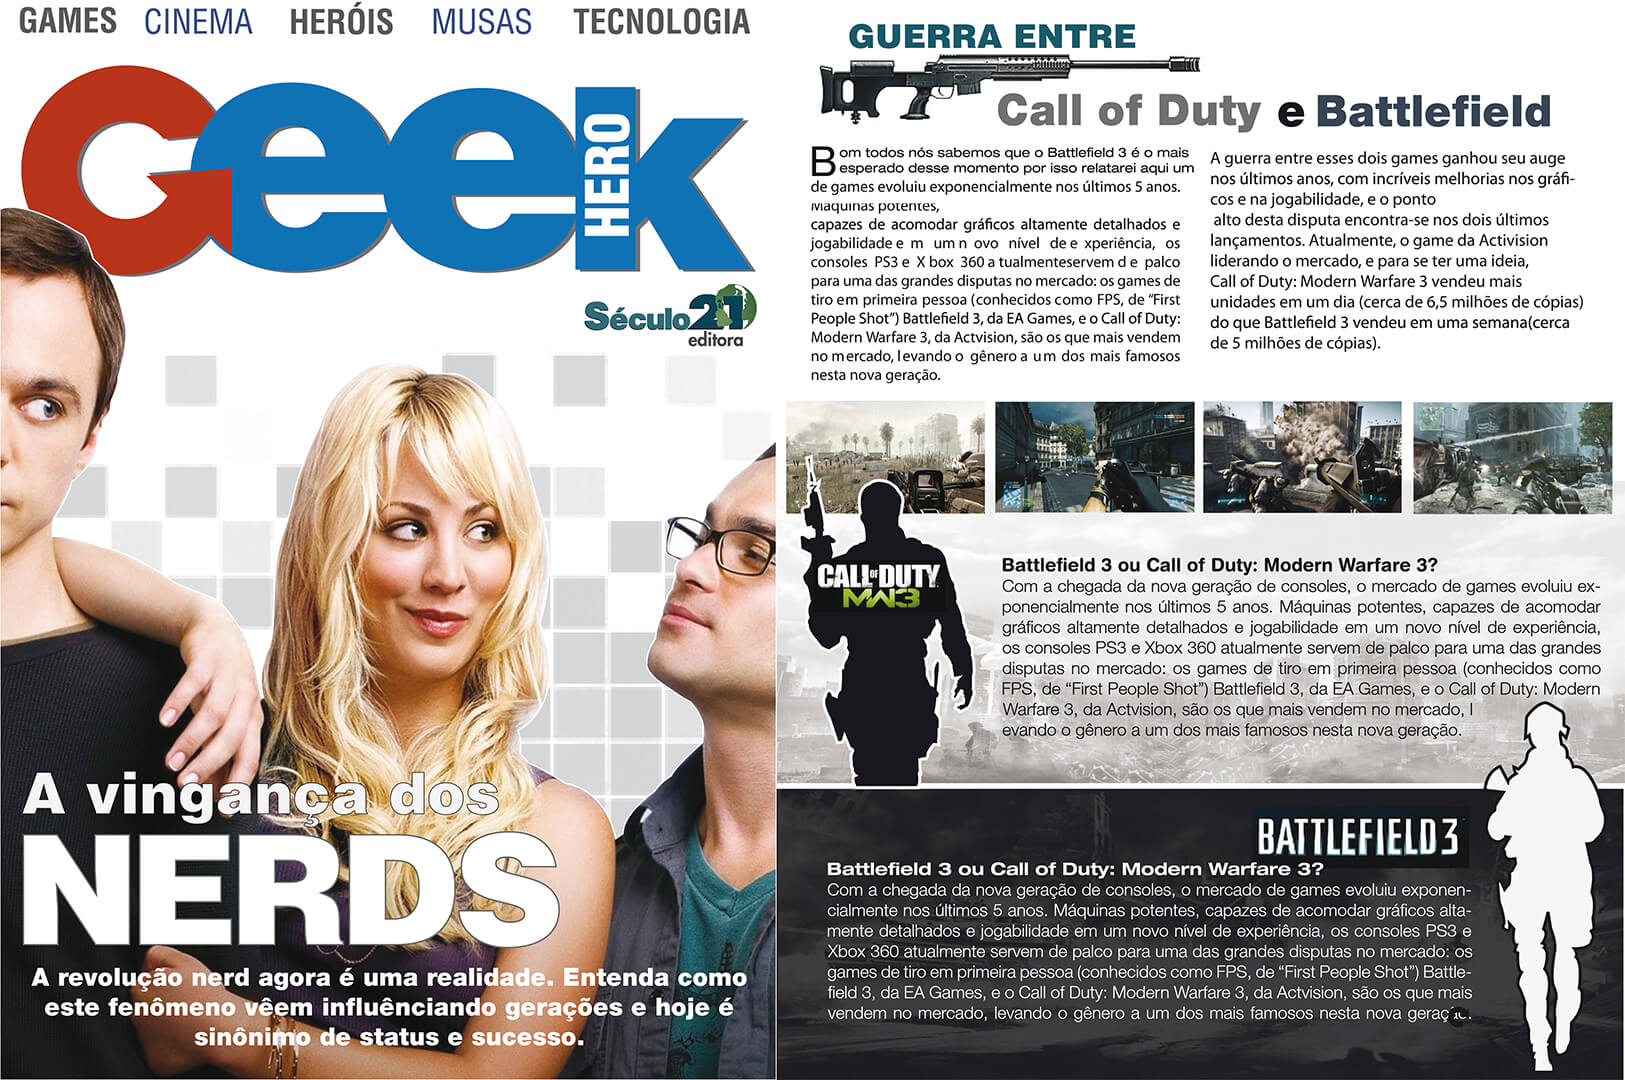 GAMES CINEMA HERÓIS MUSAS TECNOLOGIA
Geek
HERO
Século 21
editora
A vingança dos
NERDS
A revolução nerd agora é uma realidade. Entenda como
este fenômeno vêem influênciando gerações e hoje é
sinônimo de status e sucesso.
GUERRA ENTRE
Call of Duty e Battlefield
Bom todos nós sabemos que o Battlefield 3 é o mais
esperado desse momento por isso relatarei aqui um
de games evoluiu exponencialmente nos últimos 5 anos.
Máquinas potentes,
capazes de acomodar gráficos altamente detalhados e
jogabilidade e m um n ovo nível de e xperiência, os
consoles PS3 e X box 360 a tualmenteservem d e palco
para uma das grandes disputas no mercado: os games de
tiro em primeira pessoa (conhecidos como FPS, de “First
People Shot”) Battlefield 3, da EA Games, e o Call of Duty:
Modern Warfare 3, da Actvision, são os que mais vendem
no m ercado, l evando o gênero a u m dos mais famosos
nesta nova geração.
A guerra entre esses dois games ganhou seu auge
nos últimos anos, com incríveis melhorias nos gráfi-
cos e na jogabilidade, e o ponto
alto desta disputa encontra-se nos dois últimos
lançamentos. Atualmente, o game da Activision
liderando o mercado, e para se ter uma ideia,
Call of Duty: Modern Warfare 3 vendeu mais
unidades em um dia (cerca de 6,5 milhões de cópias)
do que Battlefield 3 vendeu em uma semana(cerca
de 5 milhões de cópias).
CALL OF DUTY
MW3
Battlefield 3 ou Call of Duty: Modern Warfare 3?
Com a chegada da nova geração de consoles, o mercado de games evoluiu ex-
ponencialmente nos últimos 5 anos. Máquinas potentes, capazes de acomodar
gráficos altamente detalhados e jogabilidade em um novo nível de experiência,
os consoles PS3 e Xbox 360 atualmente servem de palco para uma das grandes
disputas no mercado: os games de tiro em primeira pessoa (conhecidos como
FPS, de “First People Shot”) Battlefield 3, da EA Games, e o Call of Duty: Modern
Warfare 3, da Actvision, são os que mais vendem no mercado, l
evando o gênero a um dos mais famosos nesta nova geração.
BATTLEFIELD 3
Battlefield 3 ou Call of Duty: Modern Warfare 3?
Com a chegada da nova geração de consoles, o mercado de games evoluiu exponen-
cialmente nos últimos 5 anos. Máquinas potentes, capazes de acomodar gráficos alta-
mente detalhados e jogabilidade em um novo nível de experiência, os consoles PS3 e
Xbox 360 atualmente servem de palco para uma das grandes disputas no mercado: os
games de tiro em primeira pessoa (conhecidos como FPS, de “First People Shot”) Battle-
field 3, da EA Games, e o Call of Duty: Modern Warfare 3, da Actvision, são os que mais
vendem no mercado, levando o gênero a um dos mais famosos nesta nova geração.